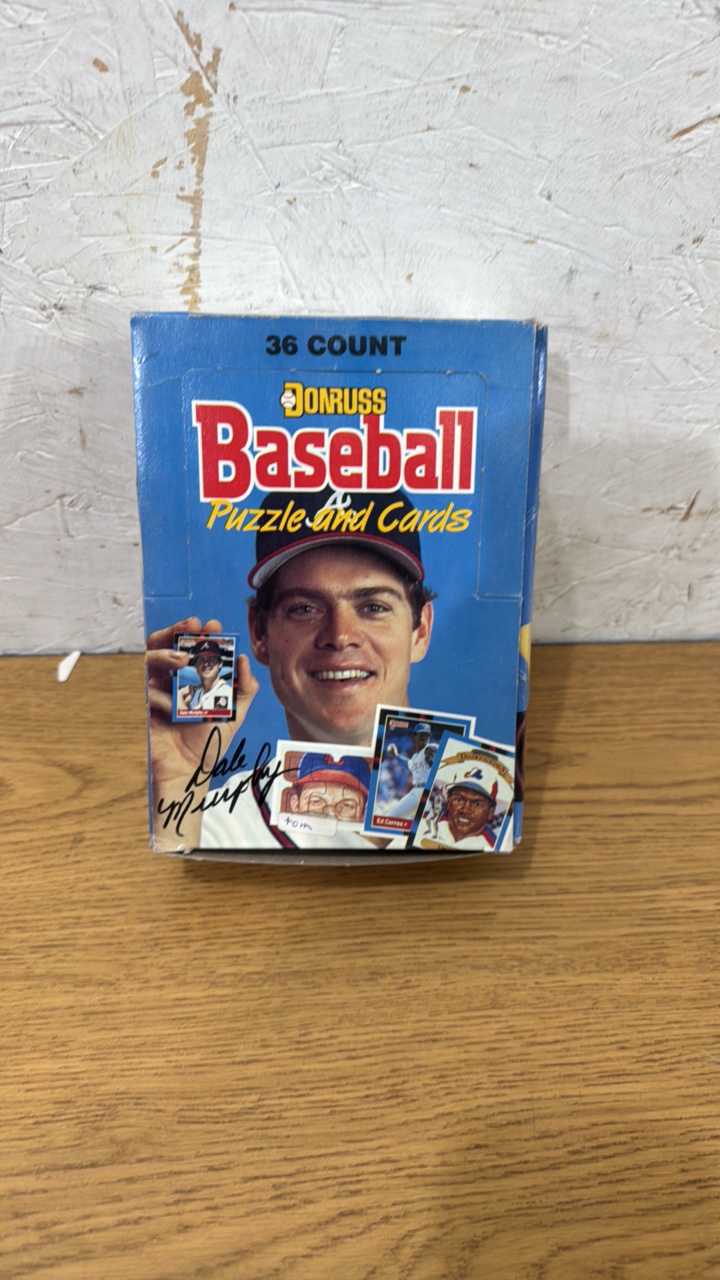 36 COUNT
DONRUSS
Baseball
Puzzle and Cards
Dale
Murphy
Ed Correa P